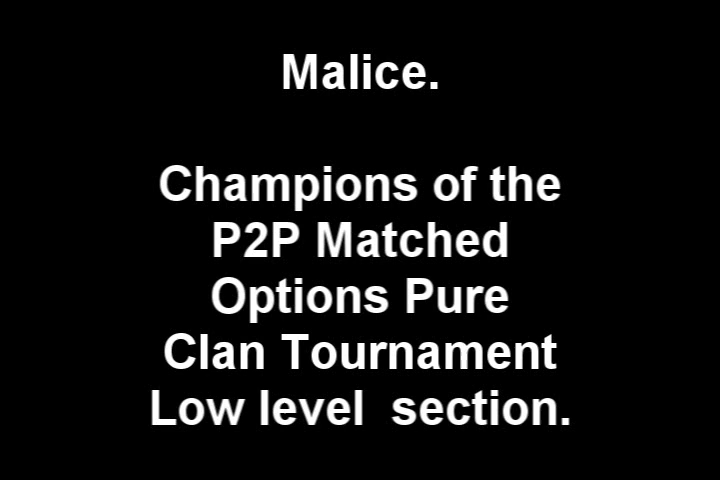 Malice.
Champions of the
P2P Matched
Options Pure
Clan Tournament
Low level  section.